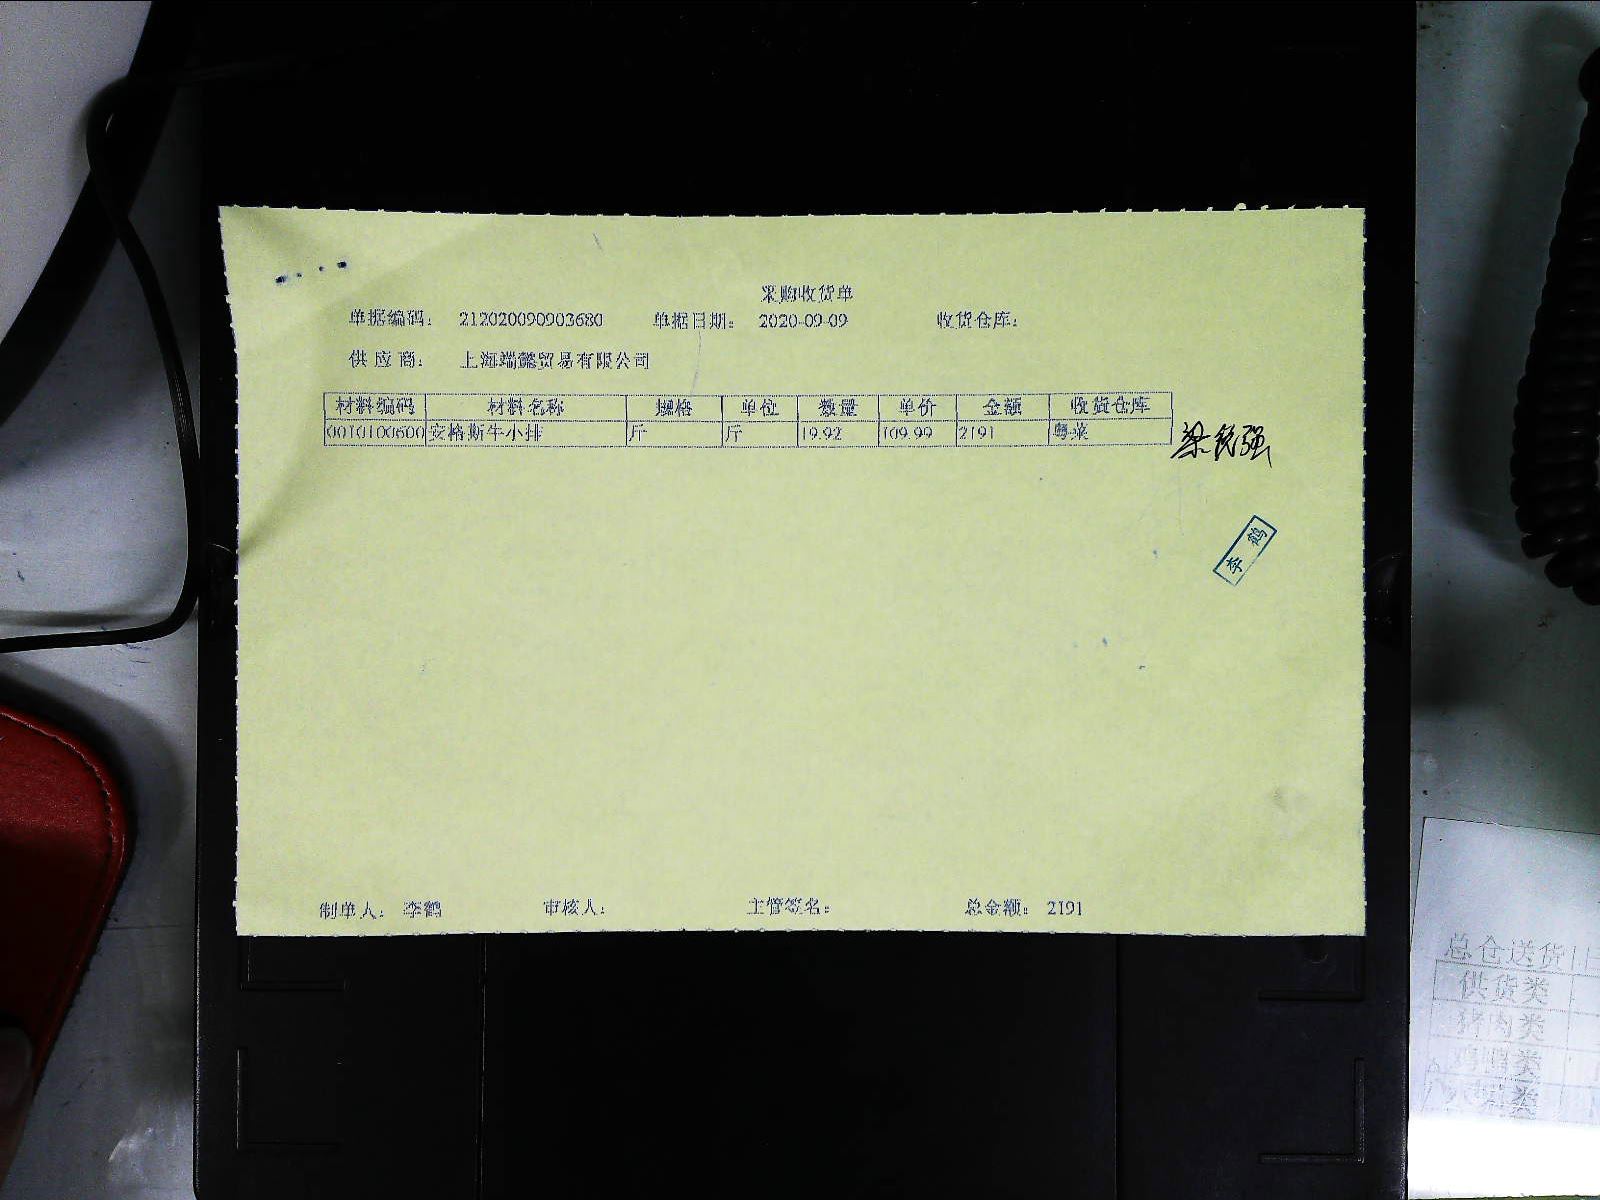 采购收货单
单据编码： 212020090903680 单据日期： 2020-09-09 收货仓库：
供 应 商： 上海端懿贸易有限公司
材料编码 材料名称 规格 单位 数量 单价 金额 收货仓库
0010100600 安格斯牛小排 斤 斤 19.92 109.99 2191 粤菜
李鹤
制单人： 李鹤 审核人： 主管签名： 总金额： 2191
总仓送货
供货类
猪肉类
鸡鸭类